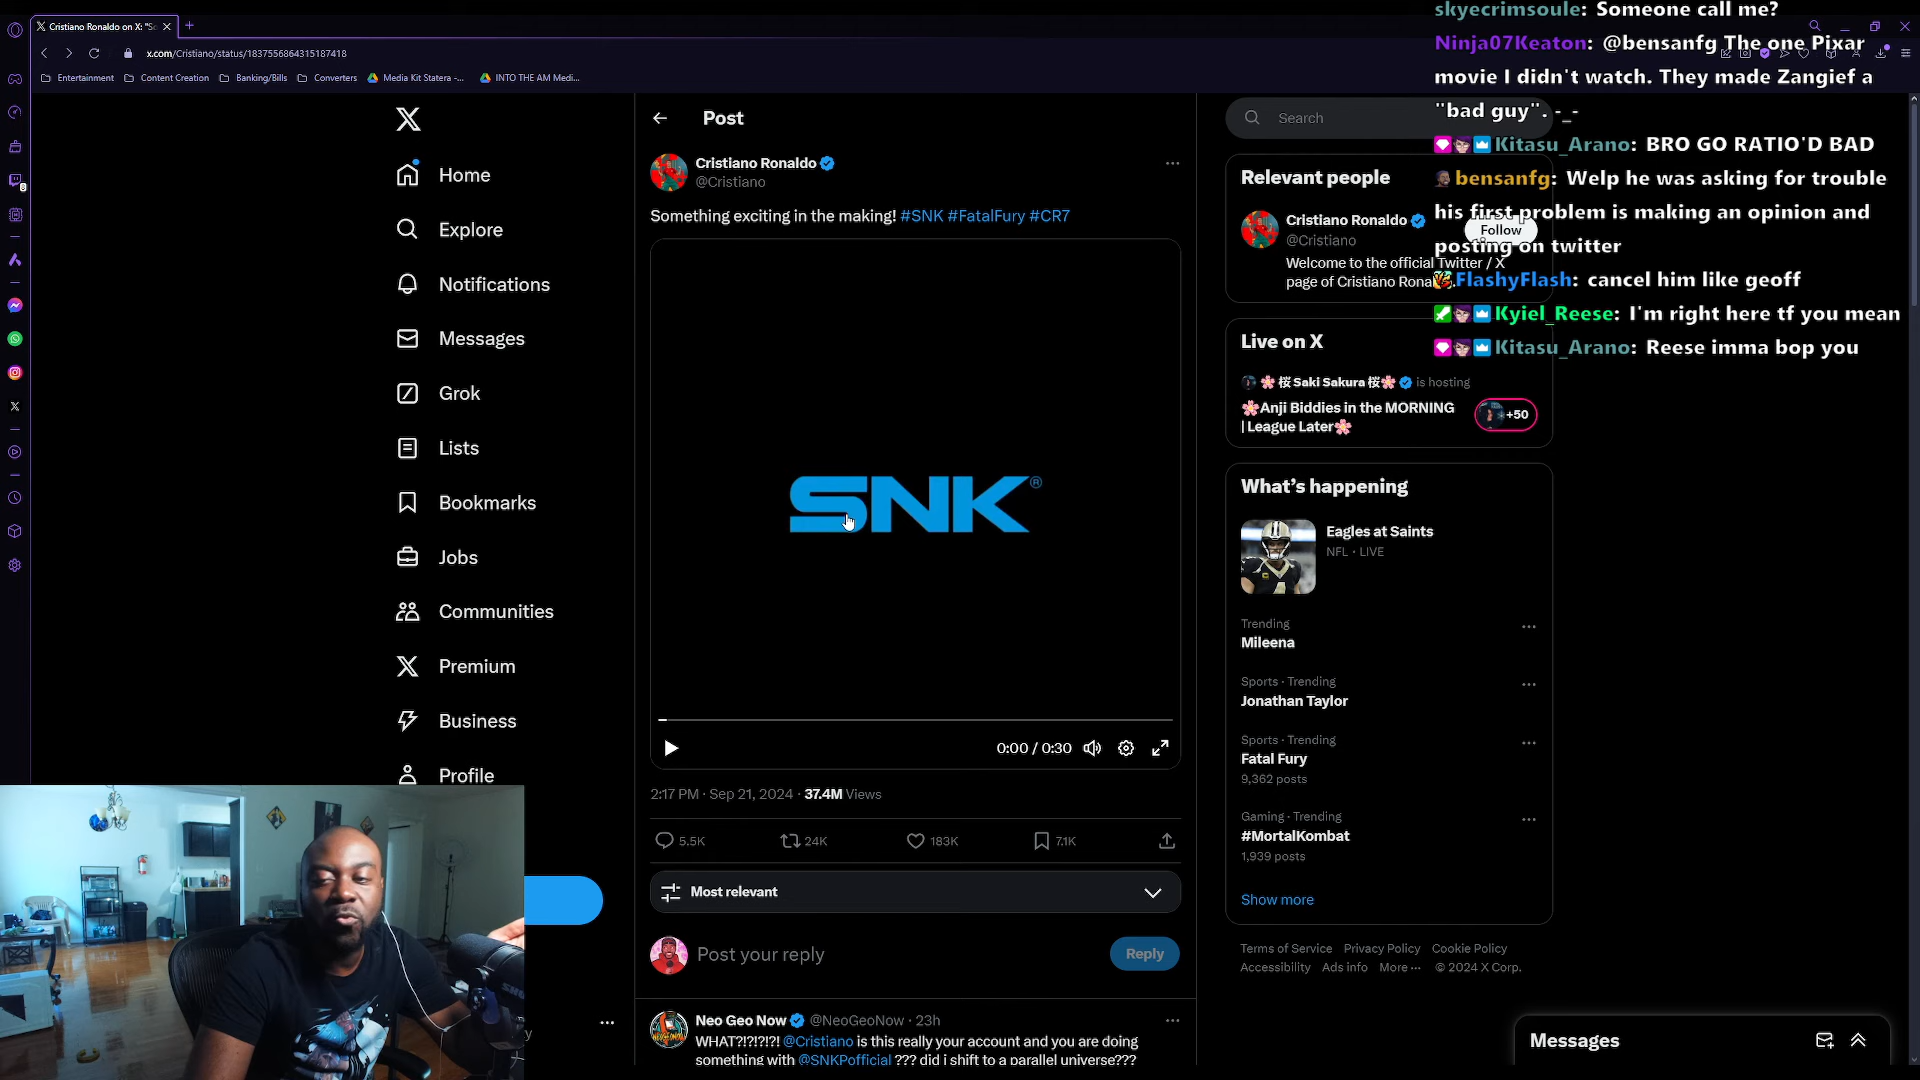 Cristiano Ronaldo on X: "So
x.com/Cristiano/status/1837556864315187418
Entertainment
Content Creation
Banking/Bills
Converters
Media Kit Statera -...
INTO THE AM Medi...
skyecrimsoule: Someone call me?
Ninja07Keaton: @bensanfg The one Pixar
movie I didn't watch. They made Zangief a
"bad guy". -_-
Kitasu_Arano: BRO GO RATIO'D BAD
bensanfg: Welp he was asking for trouble
his first problem is making an opinion and
posting on twitter
FlashyFlash: cancel him like geoff
Kyiel_Reese: I'm right here tf you mean
Kitasu_Arano: Reese imma bop you
Home
Explore
Notifications
Messages
Grok
Lists
Bookmarks
Jobs
Communities
Premium
Business
Profile
Post
Cristiano Ronaldo
@Cristiano
Something exciting in the making! #SNK #FatalFury #CR7
SNK®
0:00 / 0:30
2:17 PM · Sep 21, 2024 · 37.4M Views
5.5K
24K
183K
7.1K
Most relevant
Post your reply
Reply
Neo Geo Now @NeoGeoNow · 23h
WHAT?!?!?!?! @Cristiano is this really your account and you are doing
something with @SNKPofficial ??? did i shift to a parallel universe???
Search
Relevant people
Cristiano Ronaldo
@Cristiano
Follow
Welcome to the official Twitter / X
page of Cristiano Rona
Live on X
桜 Saki Sakura 桜 is hosting
Anji Biddies in the MORNING
| League Later
+50
What's happening
Eagles at Saints
NFL · LIVE
Trending
Mileena
Sports · Trending
Jonathan Taylor
Sports · Trending
Fatal Fury
9,362 posts
Gaming · Trending
#MortalKombat
1,939 posts
Show more
Terms of Service Privacy Policy Cookie Policy
Accessibility Ads info More ··· © 2024 X Corp.
Messages